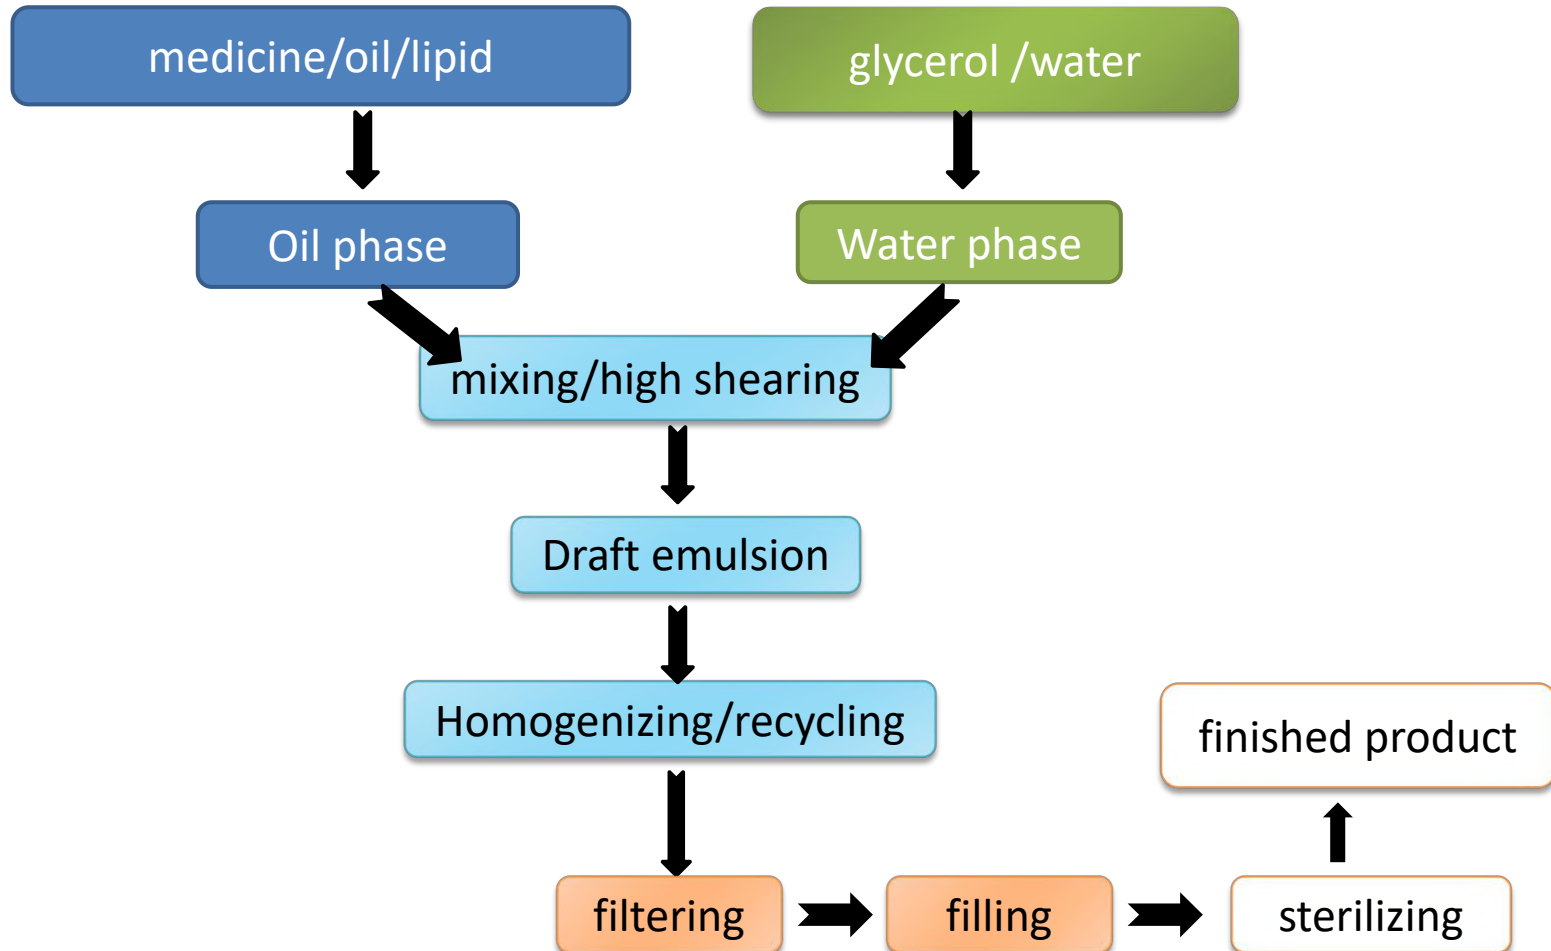 medicine/oil/lipid
glycerol /water
Oil phase
Water phase
mixing/high shearing
Draft emulsion
Homogenizing/recycling
finished product
filtering
filling
sterilizing